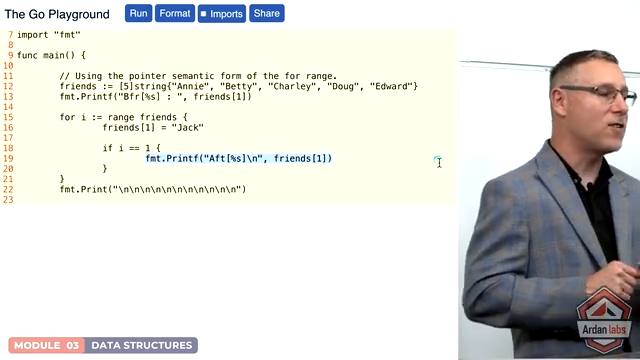 The Go Playground Run Format Imports Share
7 import "fmt"
8
9 func main() {
10
11 // Using the pointer semantic form of the for range.
12 friends := [5]string{"Annie", "Betty", "Charley", "Doug", "Edward"}
13 fmt.Printf("Bfr[%s] : ", friends[1])
14
15 for i := range friends {
16 friends[1] = "Jack"
17
18 if i == 1 {
19 fmt.Printf("Aft[%s]\n", friends[1])
20 }
21 }
22 fmt.Print("\n\n\n\n\n\n\n\n\n\n\n")
23
Ardan labs
MODULE 03 DATA STRUCTURES